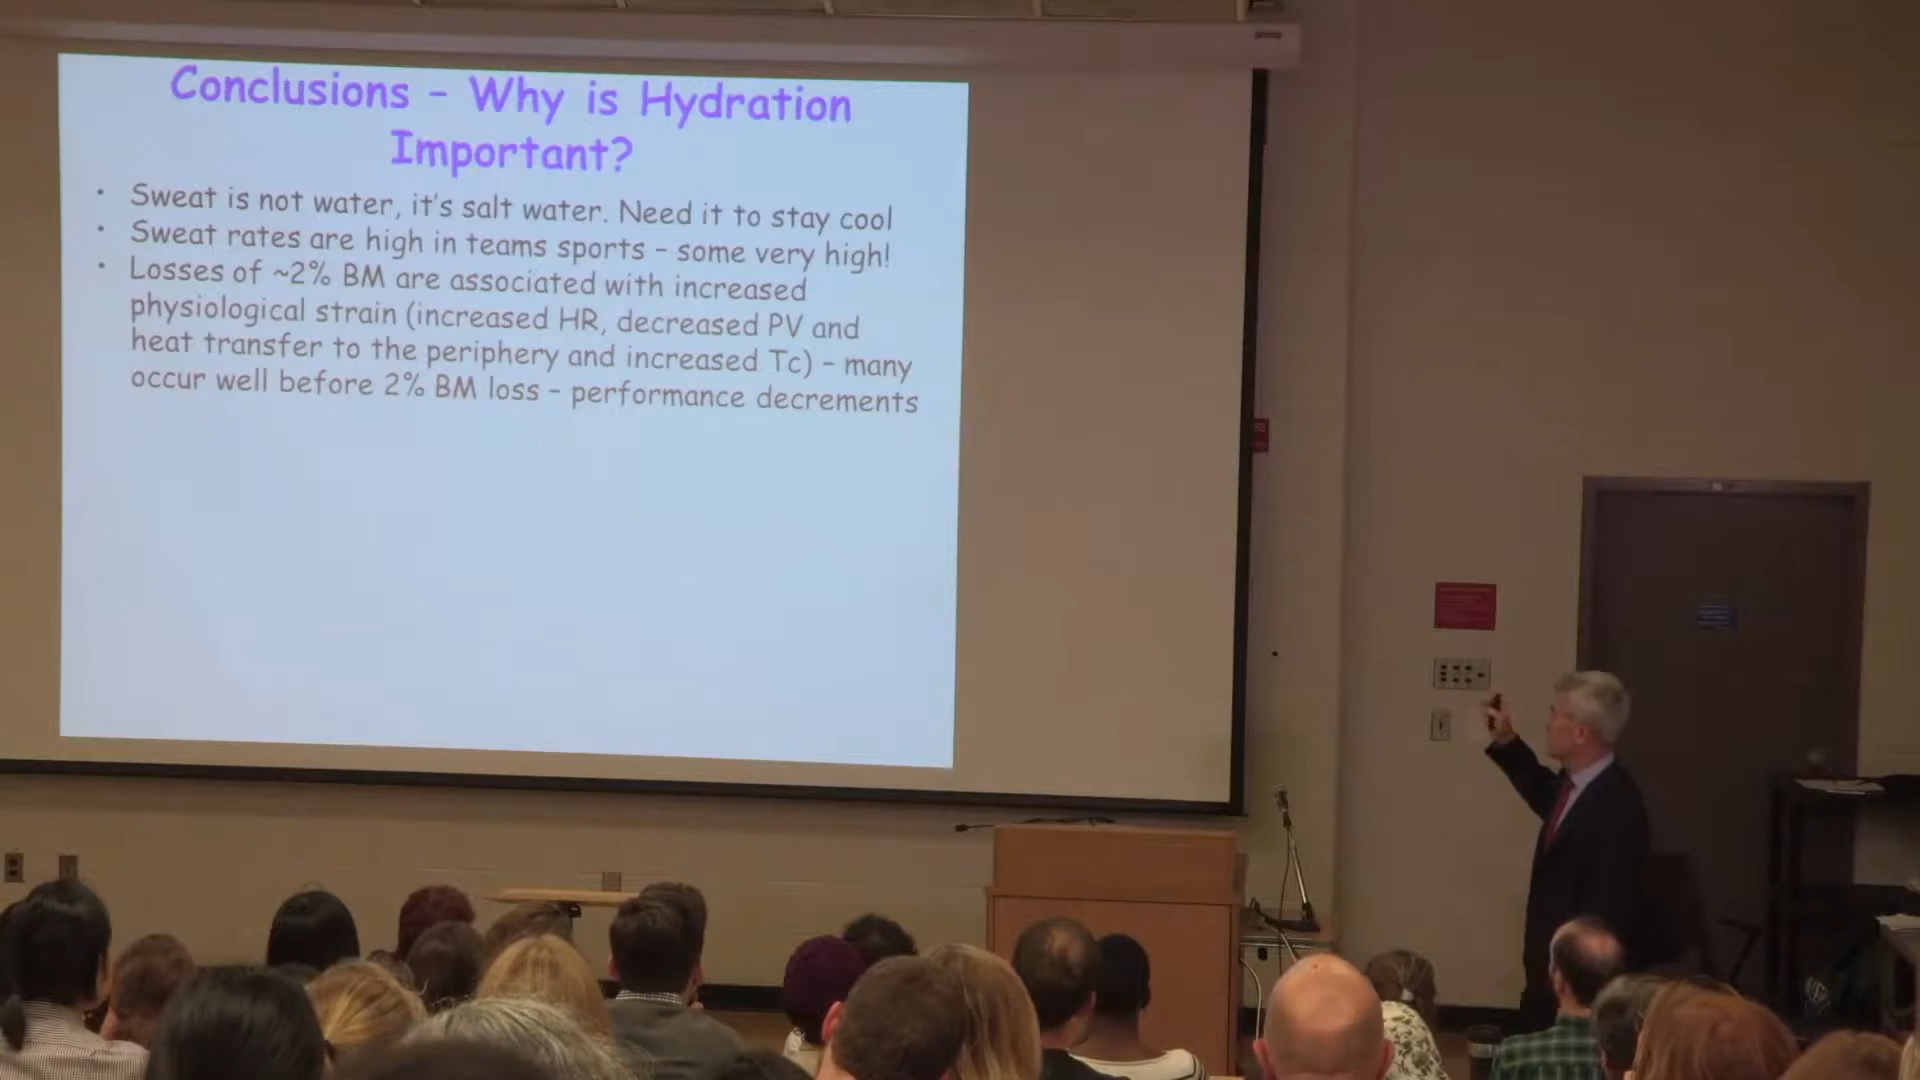 Conclusions - Why is Hydration
Important?
• Sweat is not water, it's salt water. Need it to stay cool
• Sweat rates are high in teams sports - some very high!
• Losses of ~2% BM are associated with increased
physiological strain (increased HR, decreased PV and
heat transfer to the periphery and increased Tc) - many
occur well before 2% BM loss - performance decrements